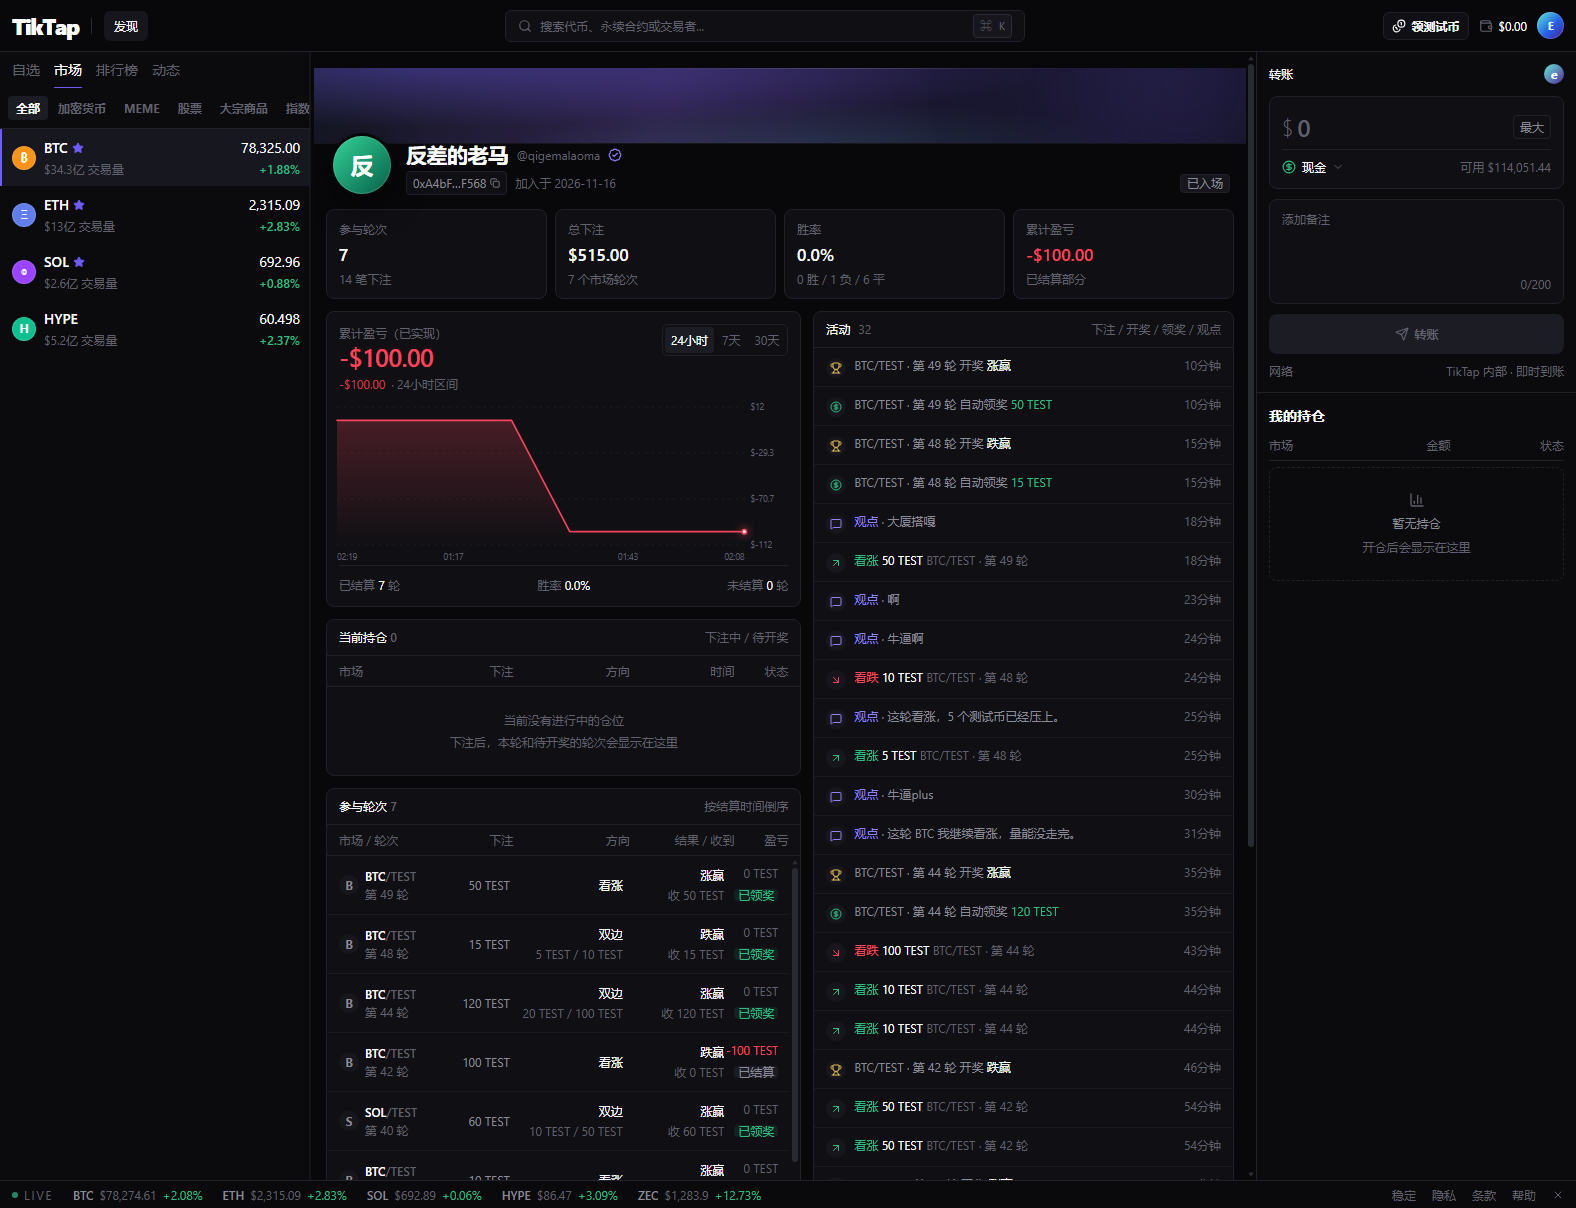 TikTap
发现
搜索代币、永续合约或交易者...
⌘ K
领测试币
$0.00
E
自选 市场 排行榜 动态
全部 加密货币 MEME 股票 大宗商品 指数
BTC 78,325.00
$34.3亿 交易量 +1.88%
ETH 2,315.09
$13亿 交易量 +2.83%
SOL 692.96
$2.6亿 交易量 +0.88%
H HYPE 60.498
$5.2亿 交易量 +2.37%
反
反差的老马 @qigemalaoma
0xA4bF...F568 加入于 2026-11-16
已入场
参与轮次
7
14 笔下注
总下注
$515.00
7 个市场轮次
胜率
0.0%
0 胜 / 1 负 / 6 平
累计盈亏
-$100.00
已结算部分
累计盈亏（已实现）
24小时 7天 30天
-$100.00
-$100.00 · 24小时区间
$12
$-29.3
$-70.7
$-112
02:19 01:17 01:43 02:08
已结算 7 轮 胜率 0.0% 未结算 0 轮
当前持仓 0 下注中 / 待开奖
市场 下注 方向 时间 状态
当前没有进行中的仓位
下注后，本轮和待开奖的轮次会显示在这里
参与轮次 7 按结算时间倒序
市场 / 轮次 下注 方向 结果 / 收到 盈亏
B BTC/TEST 50 TEST 看涨 涨赢 0 TEST
第 49 轮 收 50 TEST 已领奖
B BTC/TEST 15 TEST 双边 跌赢 0 TEST
第 48 轮 5 TEST / 10 TEST 收 15 TEST 已领奖
B BTC/TEST 120 TEST 双边 涨赢 0 TEST
第 44 轮 20 TEST / 100 TEST 收 120 TEST 已领奖
B BTC/TEST 100 TEST 看涨 跌赢 -100 TEST
第 42 轮 收 0 TEST 已结算
S SOL/TEST 60 TEST 双边 涨赢 0 TEST
第 40 轮 10 TEST / 50 TEST 收 60 TEST 已领奖
BTC/TEST 10 TEST 看涨 涨赢 0 TEST
活动 32 下注 / 开奖 / 领奖 / 观点
BTC/TEST · 第 49 轮 开奖 涨赢 10分钟
BTC/TEST · 第 49 轮 自动领奖 50 TEST 10分钟
BTC/TEST · 第 48 轮 开奖 跌赢 15分钟
BTC/TEST · 第 48 轮 自动领奖 15 TEST 15分钟
观点 · 大厦搭嘎 18分钟
看涨 50 TEST BTC/TEST · 第 49 轮 18分钟
观点 · 啊 23分钟
观点 · 牛逼啊 24分钟
看跌 10 TEST BTC/TEST · 第 48 轮 24分钟
观点 · 这轮看涨，5 个测试币已经压上。 25分钟
看涨 5 TEST BTC/TEST · 第 48 轮 25分钟
观点 · 牛逼plus 30分钟
观点 · 这轮 BTC 我继续看涨，量能没走完。 31分钟
BTC/TEST · 第 44 轮 开奖 涨赢 35分钟
BTC/TEST · 第 44 轮 自动领奖 120 TEST 35分钟
看跌 100 TEST BTC/TEST · 第 44 轮 43分钟
看涨 10 TEST BTC/TEST · 第 44 轮 44分钟
看涨 10 TEST BTC/TEST · 第 44 轮 44分钟
BTC/TEST · 第 42 轮 开奖 跌赢 46分钟
看涨 50 TEST BTC/TEST · 第 42 轮 54分钟
看涨 50 TEST BTC/TEST · 第 42 轮 54分钟
转账 e
$ 0 最大
现金 可用 $114,051.44
添加备注
0/200
转账
网络 TikTap 内部 · 即时到账
我的持仓
市场 金额 状态
暂无持仓
开仓后会显示在这里
LIVE BTC $78,274.61 +2.08% ETH $2,315.09 +2.83% SOL $692.89 +0.06% HYPE $86.47 +3.09% ZEC $1,283.9 +12.73%
稳定 隐私 条款 帮助 ×